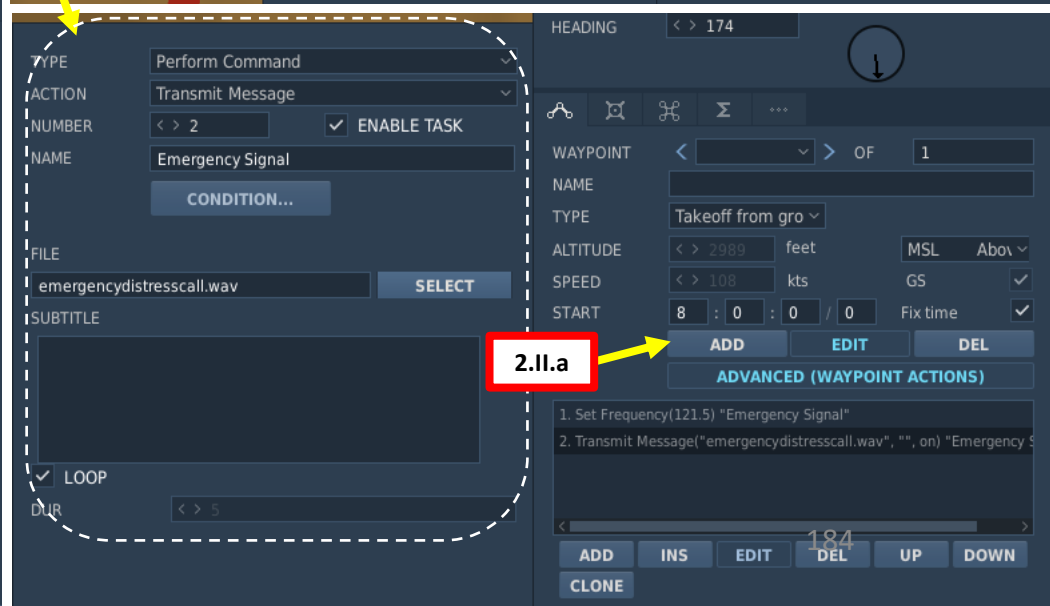 TYPE Perform Command
ACTION Transmit Message
NUMBER < > 2 ENABLE TASK
NAME Emergency Signal
CONDITION...
FILE
emergencydistresscall.wav SELECT
SUBTITLE
LOOP
DUR < > 5
2.II.a
HEADING < > 174
Σ ...
WAYPOINT < > OF 1
NAME
TYPE Takeoff from gro
ALTITUDE < > 2989 feet MSL Abov
SPEED < > 108 kts GS
START 8 : 0 : 0 / 0 Fix time
ADD EDIT DEL
ADVANCED (WAYPOINT ACTIONS)
1. Set Frequency(121.5) "Emergency Signal"
2. Transmit Message("emergencydistresscall.wav", "", on) "Emergency S
< >
184
ADD INS EDIT DEL UP DOWN
CLONE